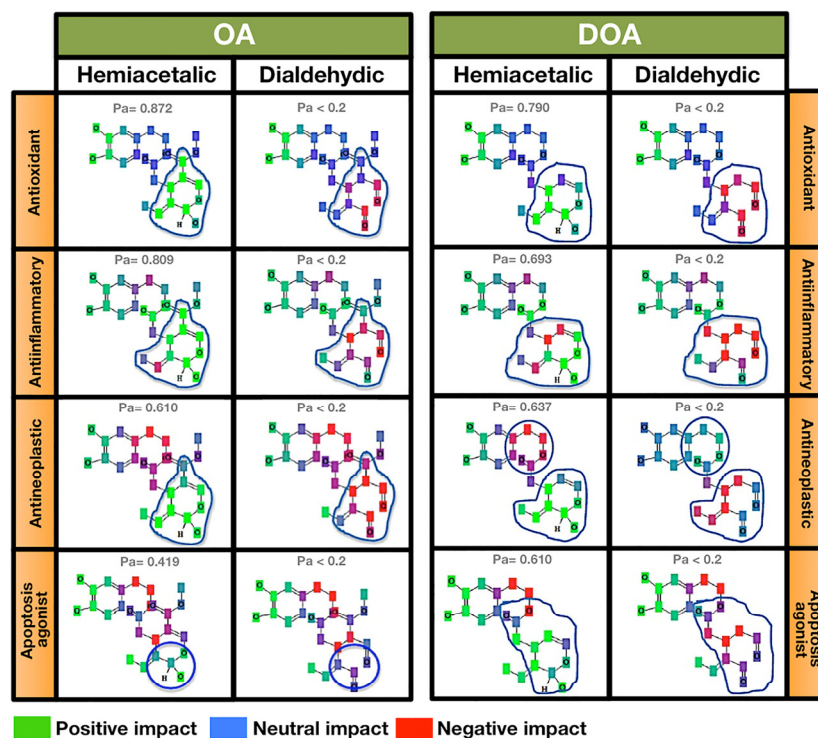 OA
DOA
Hemiacetalic
Dialdehydic
Hemiacetalic
Dialdehydic
Antioxidant
Pa= 0.872
Pa < 0.2
Pa= 0.790
Pa < 0.2
Antioxidant
Antiinflammatory
Pa= 0.809
Pa < 0.2
Pa= 0.693
Pa < 0.2
Antiinflammatory
Antineoplastic
Pa= 0.610
Pa < 0.2
Pa= 0.637
Pa < 0.2
Antineoplastic
Apoptosis
agonist
Pa= 0.419
Pa < 0.2
Pa= 0.610
Pa < 0.2
Apoptosis
agonist
Positive impact
Neutral impact
Negative impact